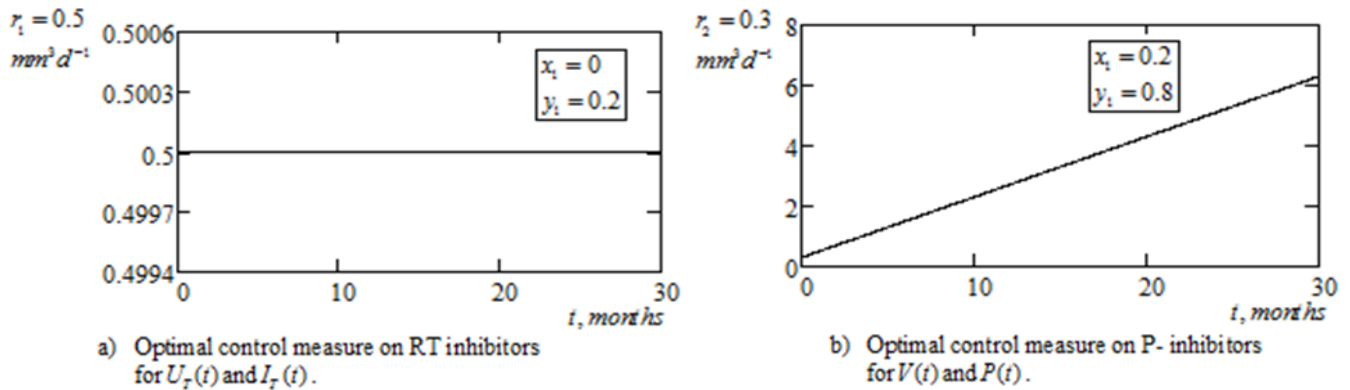 r₁ = 0.5
mm³d⁻¹
0.5006
0.5003
0.5
0.4997
0.4994
x₁ = 0
y₁ = 0.2
0 10 20 30
t, months
a) Optimal control measure on RT inhibitors
for U_T(t) and I_T(t).
r₂ = 0.3
mm³d⁻¹
8
6
4
2
0
x₁ = 0.2
y₁ = 0.8
0 10 20 30
t, months
b) Optimal control measure on P- inhibitors
for V(t) and P(t).